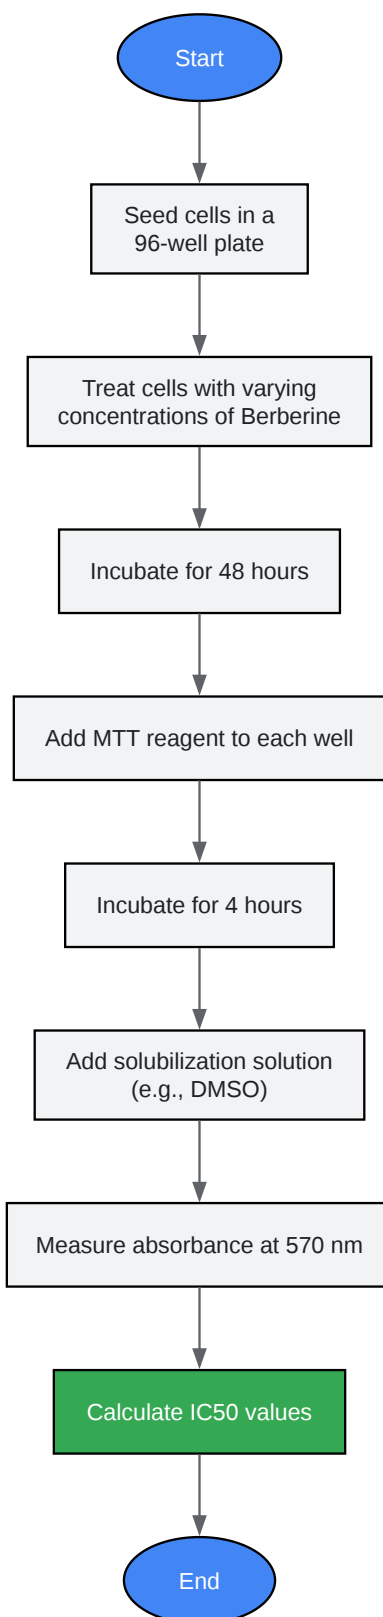 Start
Seed cells in a
96-well plate
Treat cells with varying
concentrations of Berberine
Incubate for 48 hours
Add MTT reagent to each well
Incubate for 4 hours
Add solubilization solution
(e.g., DMSO)
Measure absorbance at 570 nm
Calculate IC50 values
End